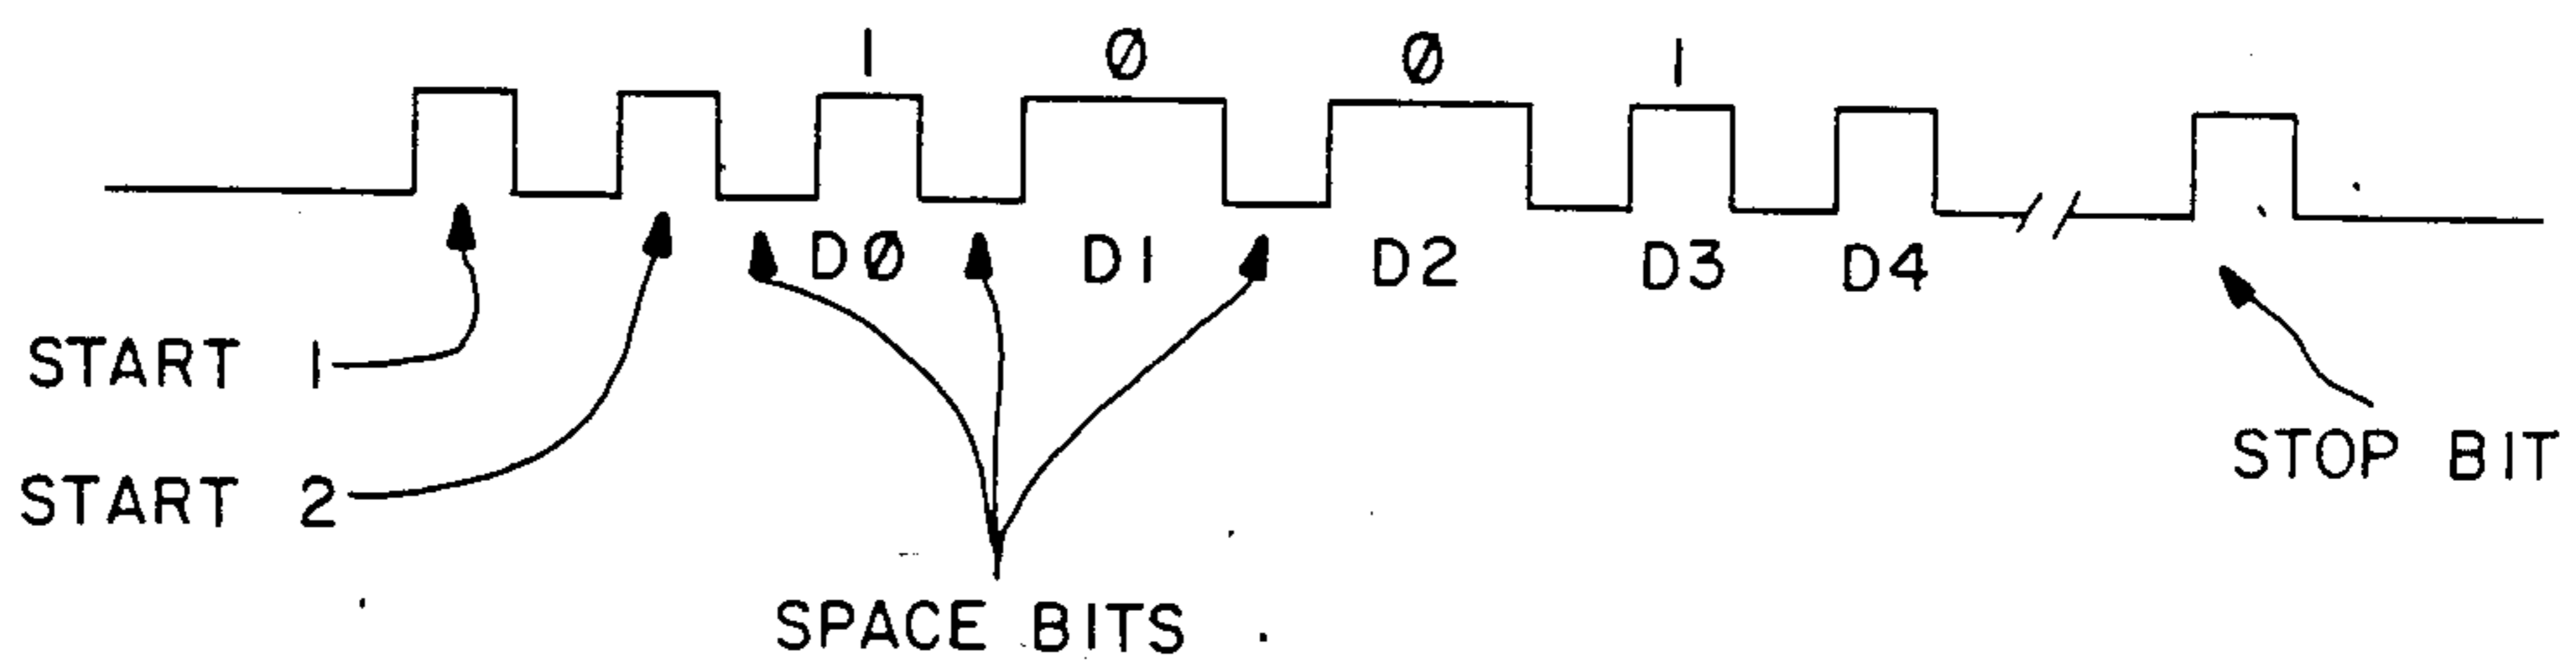 1 Ø Ø 1
DØ D1 D2 D3 D4
START 1
START 2
STOP BIT
SPACE BITS